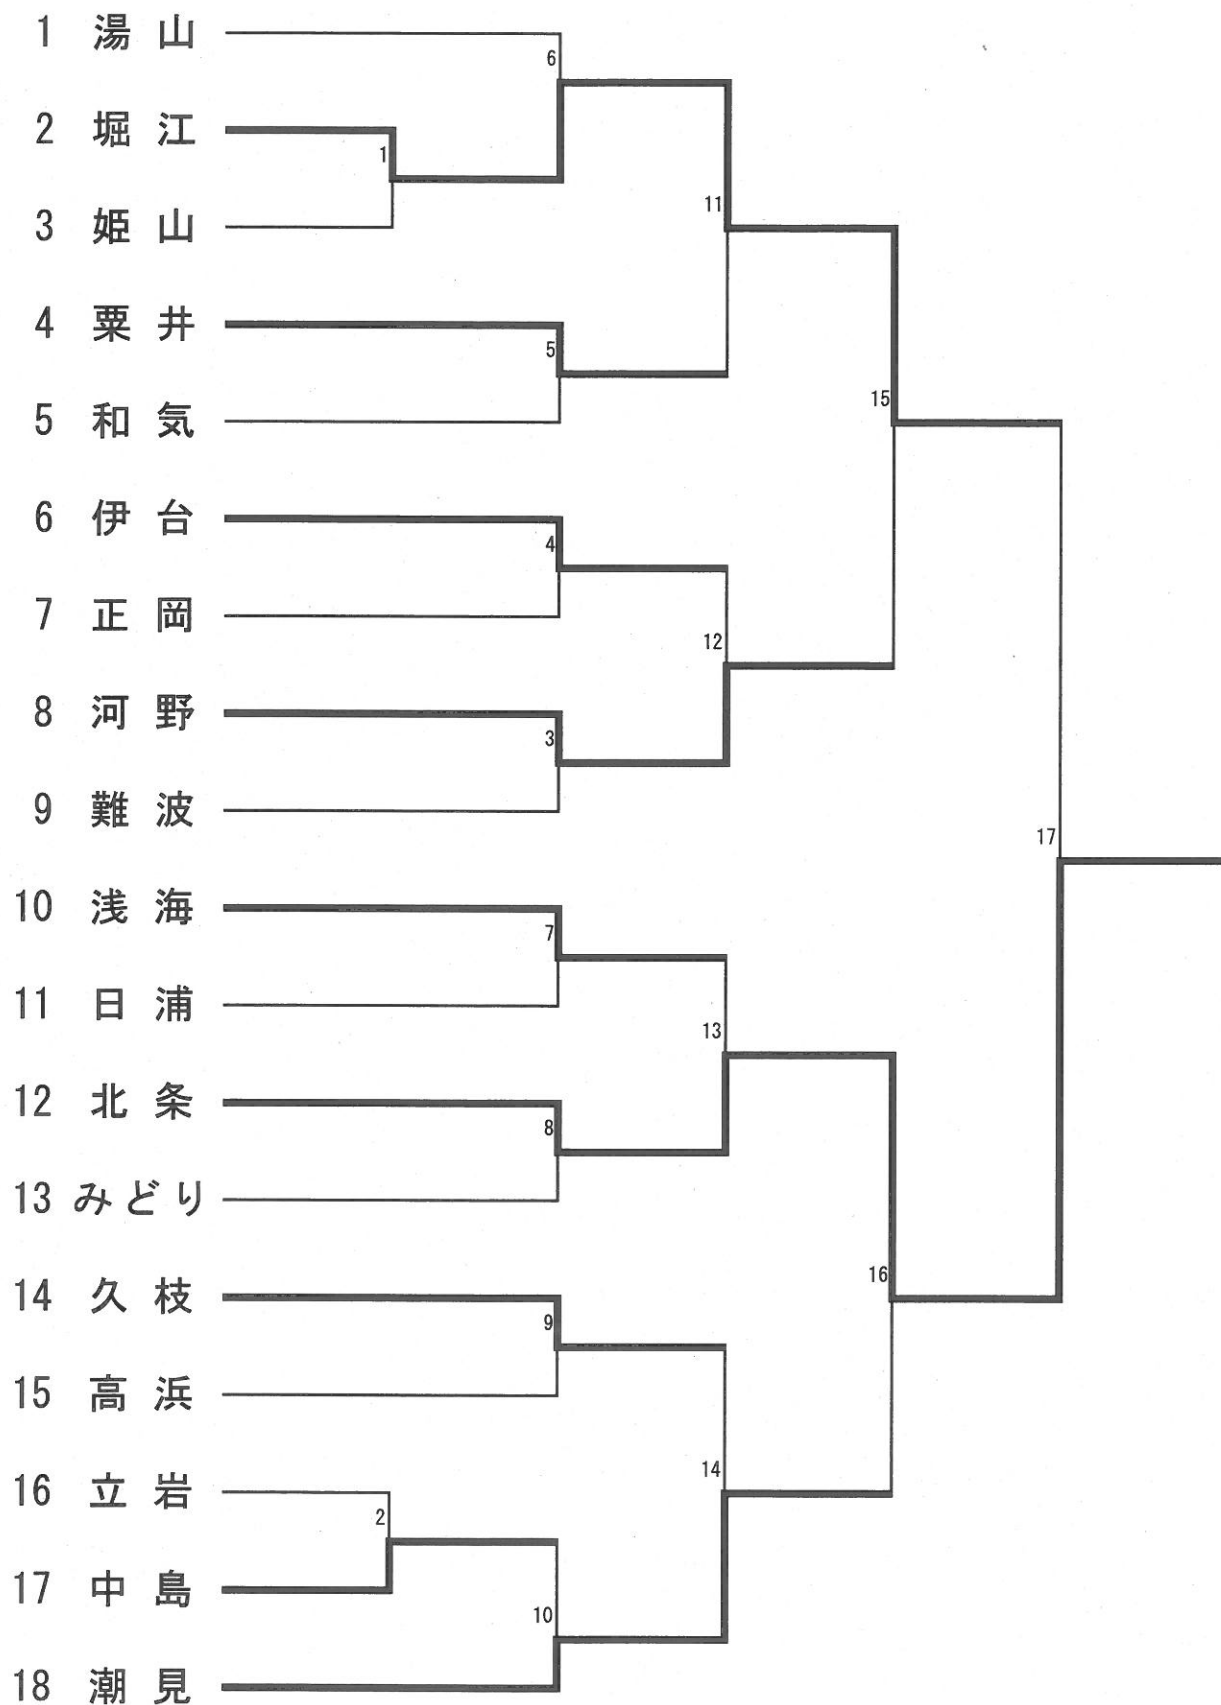 1 湯山
6
2 堀江
1
3 姫山
11
4 粟井
5
5 和気
15
6 伊台
4
7 正岡
12
8 河野
3
9 難波
17
10 浅海
7
11 日浦
13
12 北条
8
13 みどり
14 久枝
16
9
15 高浜
14
16 立岩
2
17 中島
10
18 潮見